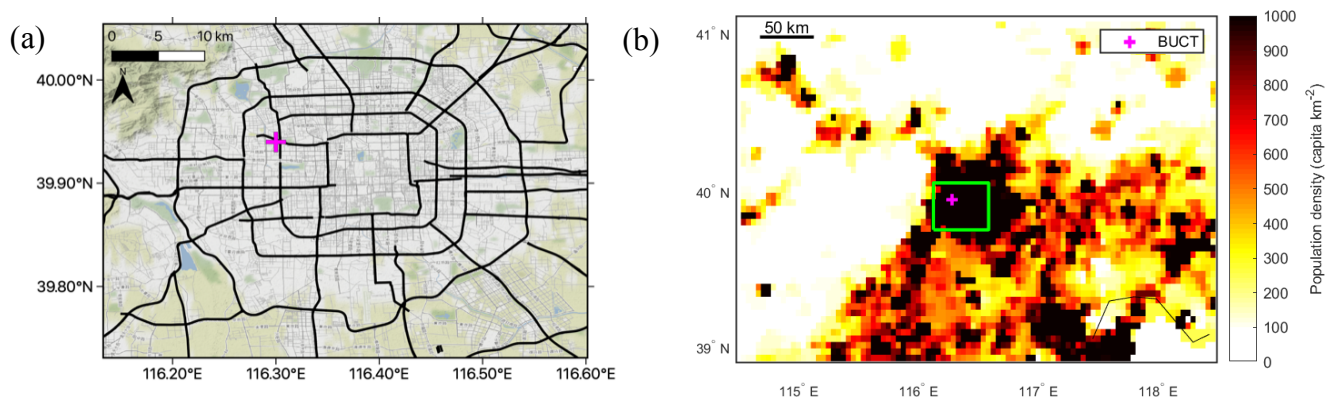 (a)
0 5 10 km
N
40.00°N
39.90°N
39.80°N
116.20°E 116.30°E 116.40°E 116.50°E 116.60°E
(b)
50 km
BUCT
41° N
40° N
39° N
115° E 116° E 117° E 118° E
1000
900
800
700
600
500
400
300
200
100
0
Population density (capita km⁻²)